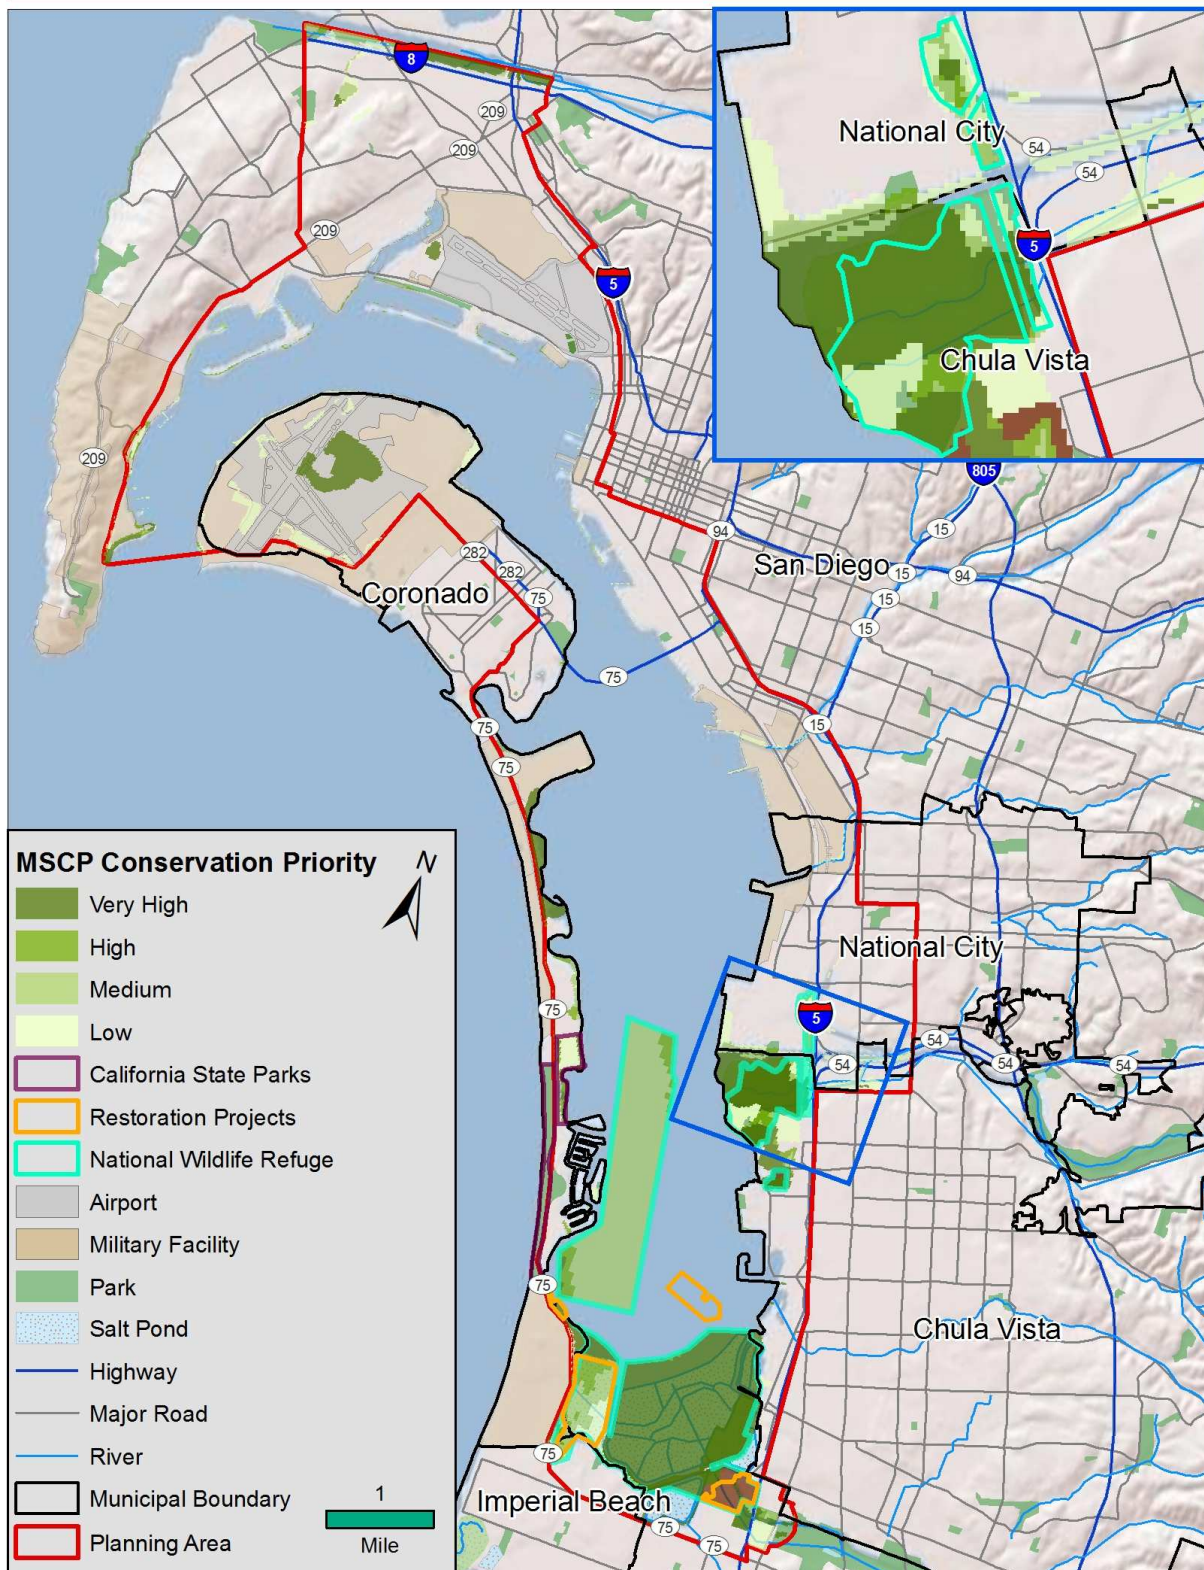 8
209
209
209
5
209
282
282
75
Coronado
75
75
75
94
San Diego
805
15
15
94
15
15
15
National City
54
54
5
Chula Vista
National City
5
54
54
54
54
75
75
75
Chula Vista
Imperial Beach
75
75
MSCP Conservation Priority
N
Very High
High
Medium
Low
California State Parks
Restoration Projects
National Wildlife Refuge
Airport
Military Facility
Park
Salt Pond
Highway
Major Road
River
Municipal Boundary
Planning Area
1
Mile